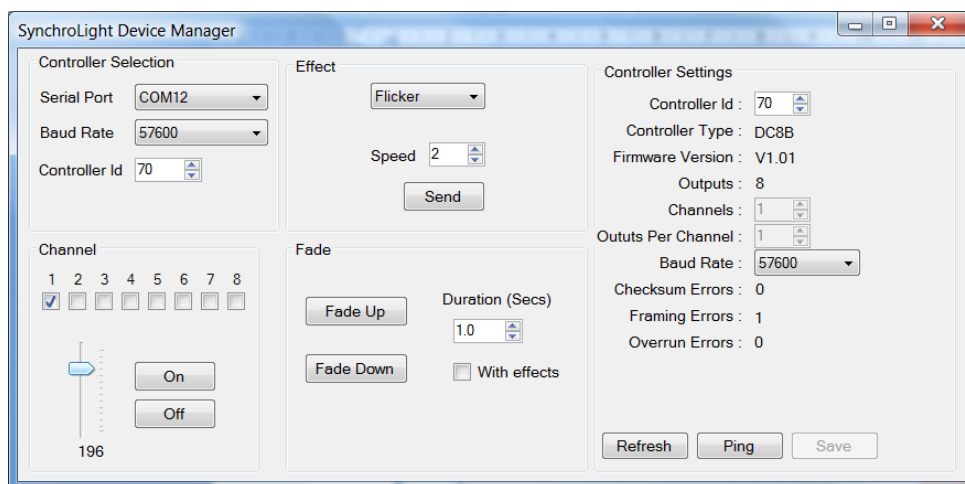 SynchroLight Device Manager
Controller Selection
Serial Port COM12
Baud Rate 57600
Controller Id 70
Effect
Flicker
Speed 2
Send
Channel
1 2 3 4 5 6 7 8
196
On
Off
Fade
Fade Up
Fade Down
Duration (Secs)
1.0
With effects
Controller Settings
Controller Id : 70
Controller Type : DC8B
Firmware Version : V1.01
Outputs : 8
Channels : 1
Oututs Per Channel : 1
Baud Rate : 57600
Checksum Errors : 0
Framing Errors : 1
Overrun Errors : 0
Refresh Ping Save